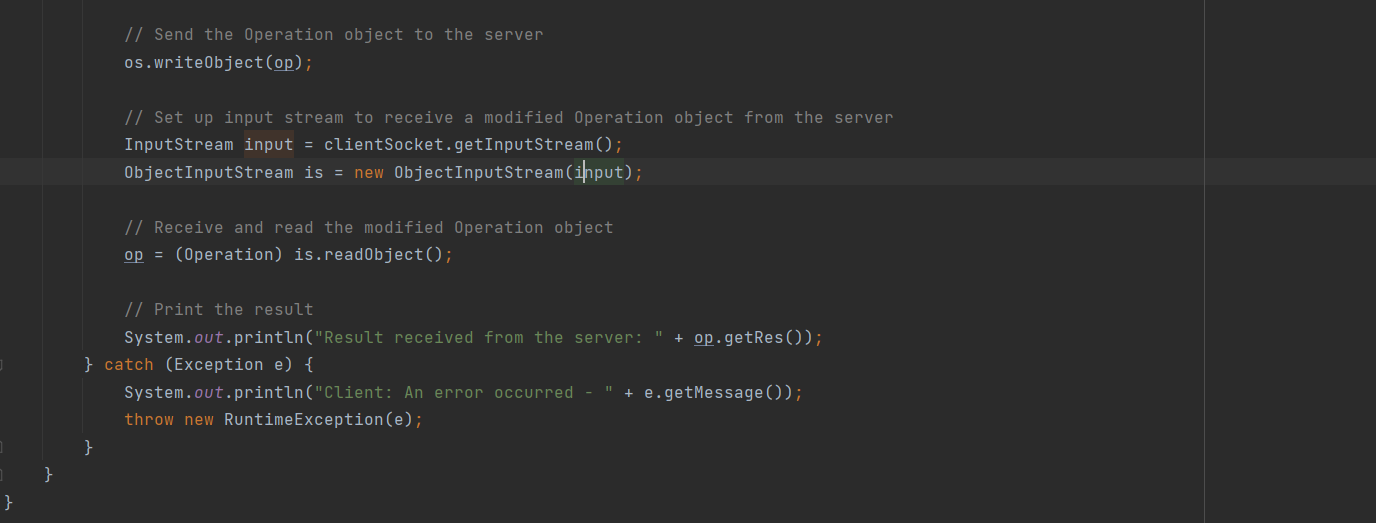 // Send the Operation object to the server
os.writeObject(op);
// Set up input stream to receive a modified Operation object from the server
InputStream input = clientSocket.getInputStream();
ObjectInputStream is = new ObjectInputStream(input);
// Receive and read the modified Operation object
op = (Operation) is.readObject();
// Print the result
System.out.println("Result received from the server: " + op.getRes());
} catch (Exception e) {
System.out.println("Client: An error occurred - " + e.getMessage());
throw new RuntimeException(e);
}
}
}